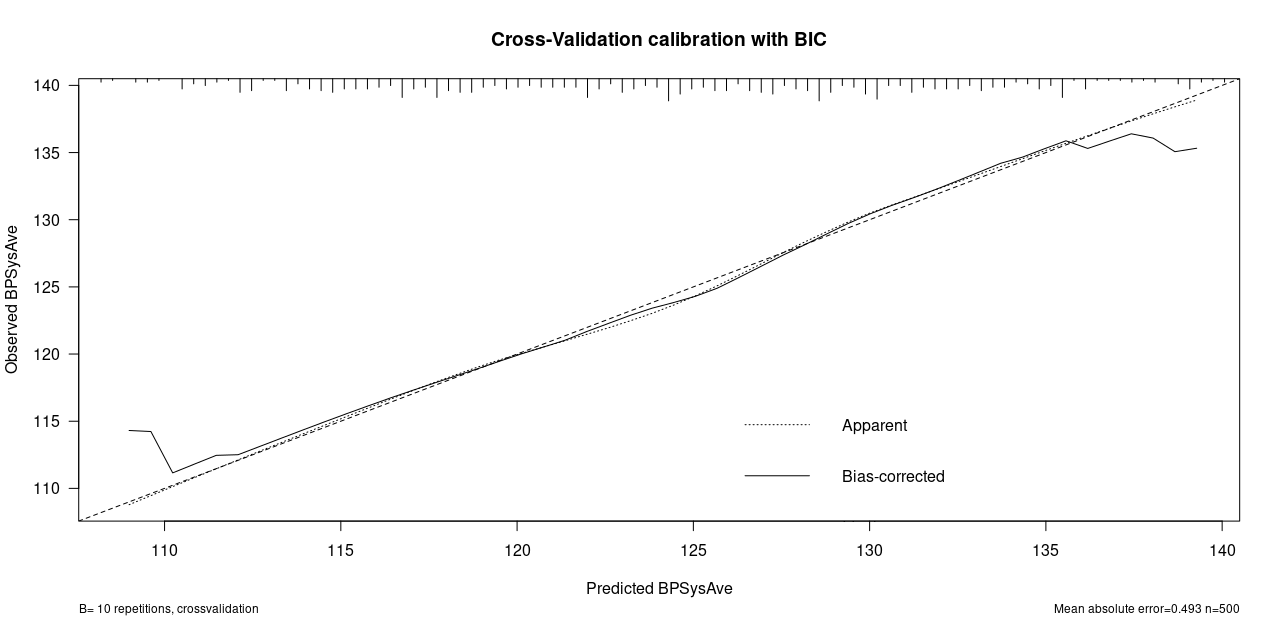 Cross-Validation calibration with BIC
Observed BPSysAve
140
135
130
125
120
115
110
Apparent
Bias-corrected
110 115 120 125 130 135 140
Predicted BPSysAve
B= 10 repetitions, crossvalidation
Mean absolute error=0.493 n=500